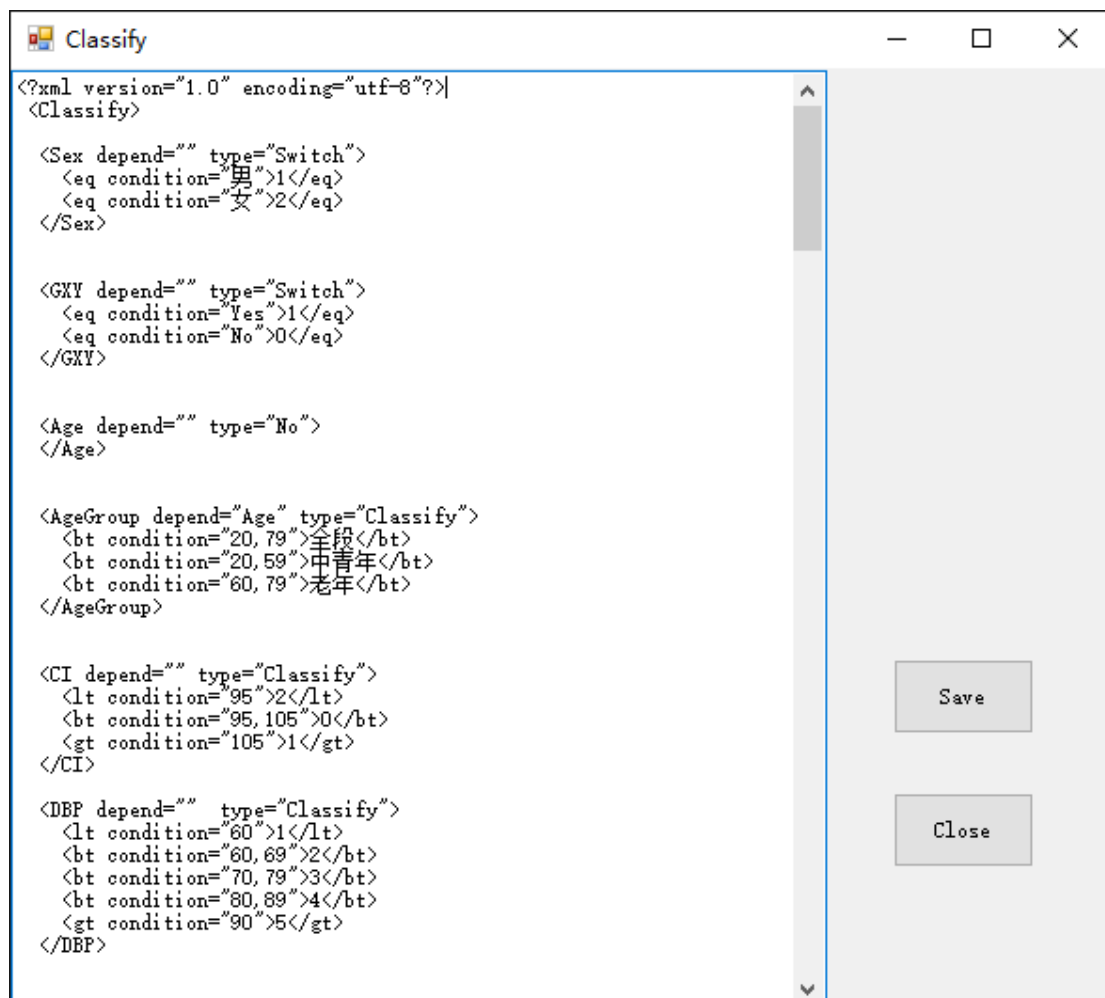 Classify
<?xml version="1.0" encoding="utf-8"?>
<Classify>
<Sex depend="" type="Switch">
<eq condition="男">1</eq>
<eq condition="女">2</eq>
</Sex>
<GXY depend="" type="Switch">
<eq condition="Yes">1</eq>
<eq condition="No">0</eq>
</GXY>
<Age depend="" type="No">
</Age>
<AgeGroup depend="Age" type="Classify">
<bt condition="20,79">全段</bt>
<bt condition="20,59">中青年</bt>
<bt condition="60,79">老年</bt>
</AgeGroup>
<CI depend="" type="Classify">
<lt condition="95">2</lt>
<bt condition="95,105">0</bt>
<gt condition="105">1</gt>
</CI>
<DBP depend=""  type="Classify">
<lt condition="60">1</lt>
<bt condition="60,69">2</bt>
<bt condition="70,79">3</bt>
<bt condition="80,89">4</bt>
<gt condition="90">5</gt>
</DBP>
Save
Close